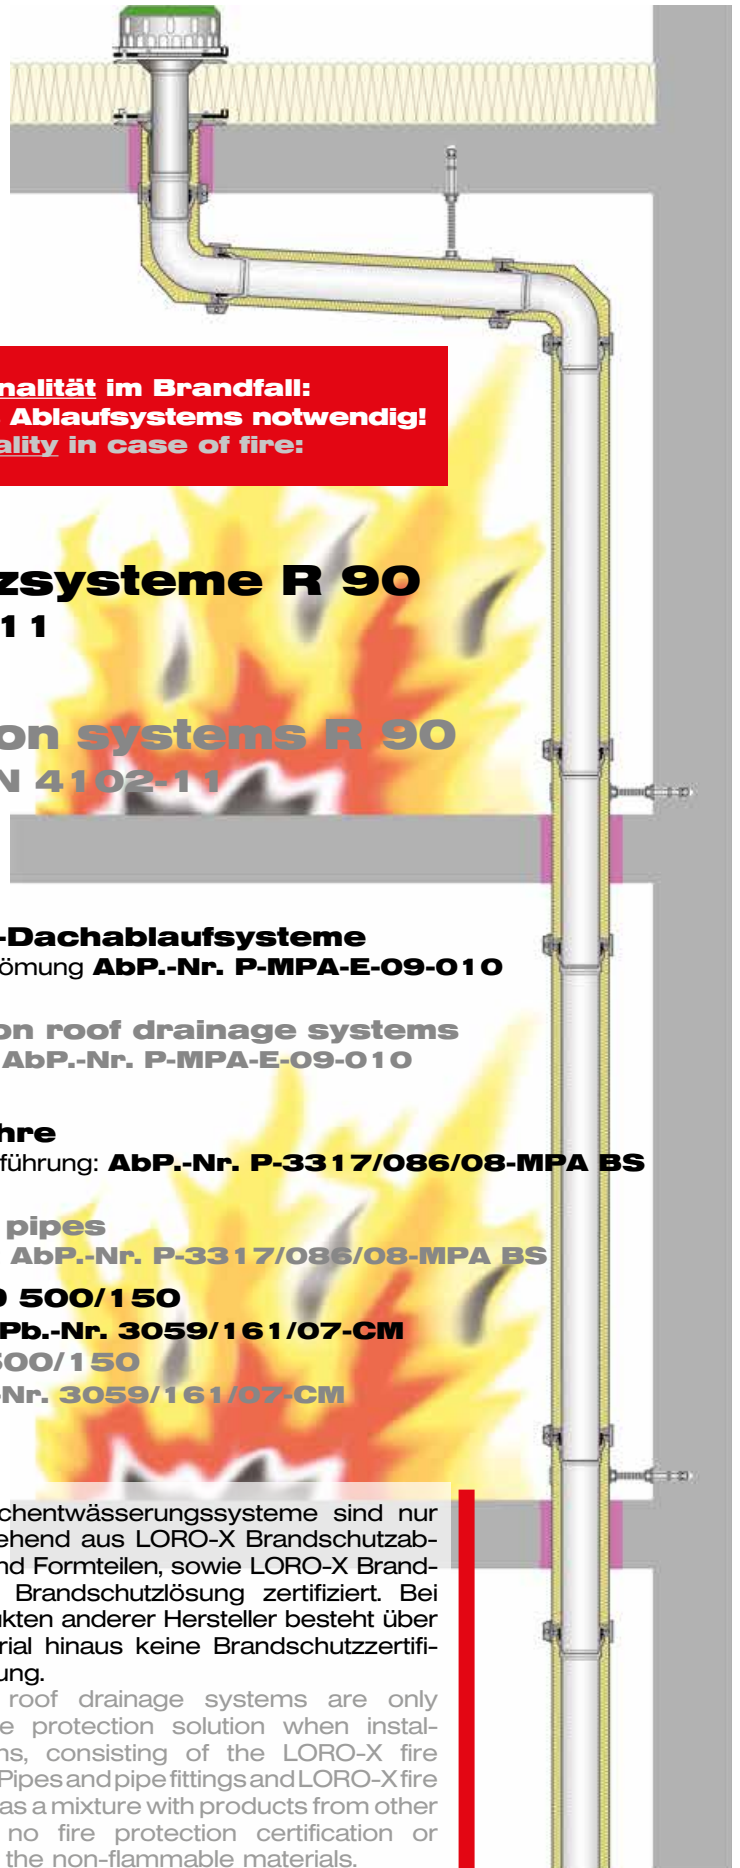 nalität im Brandfall:
Ablaufsystems notwendig!
ality in case of fire:
zsysteme R 90
11
on systems R 90
N 4102-11
-Dachablaufsysteme
ömung AbP.-Nr. P-MPA-E-09-010
on roof drainage systems
AbP.-Nr. P-MPA-E-09-010
hre
führung: AbP.-Nr. P-3317/086/08-MPA BS
pipes
AbP.-Nr. P-3317/086/08-MPA BS
0 500/150
Pb.-Nr. 3059/161/07-CM
500/150
-Nr. 3059/161/07-CM
chentwässerungssysteme sind nur
ehend aus LORO-X Brandschutzab-
nd Formteilen, sowie LORO-X Brand-
Brandschutzlösung zertifiziert. Bei
ukten anderer Hersteller besteht über
rial hinaus keine Brandschutzzertifi-
ung.
roof drainage systems are only
e protection solution when instal-
ns, consisting of the LORO-X fire
Pipes and pipe fittings and LORO-X fire
as a mixture with products from other
no fire protection certification or
the non-flammable materials.